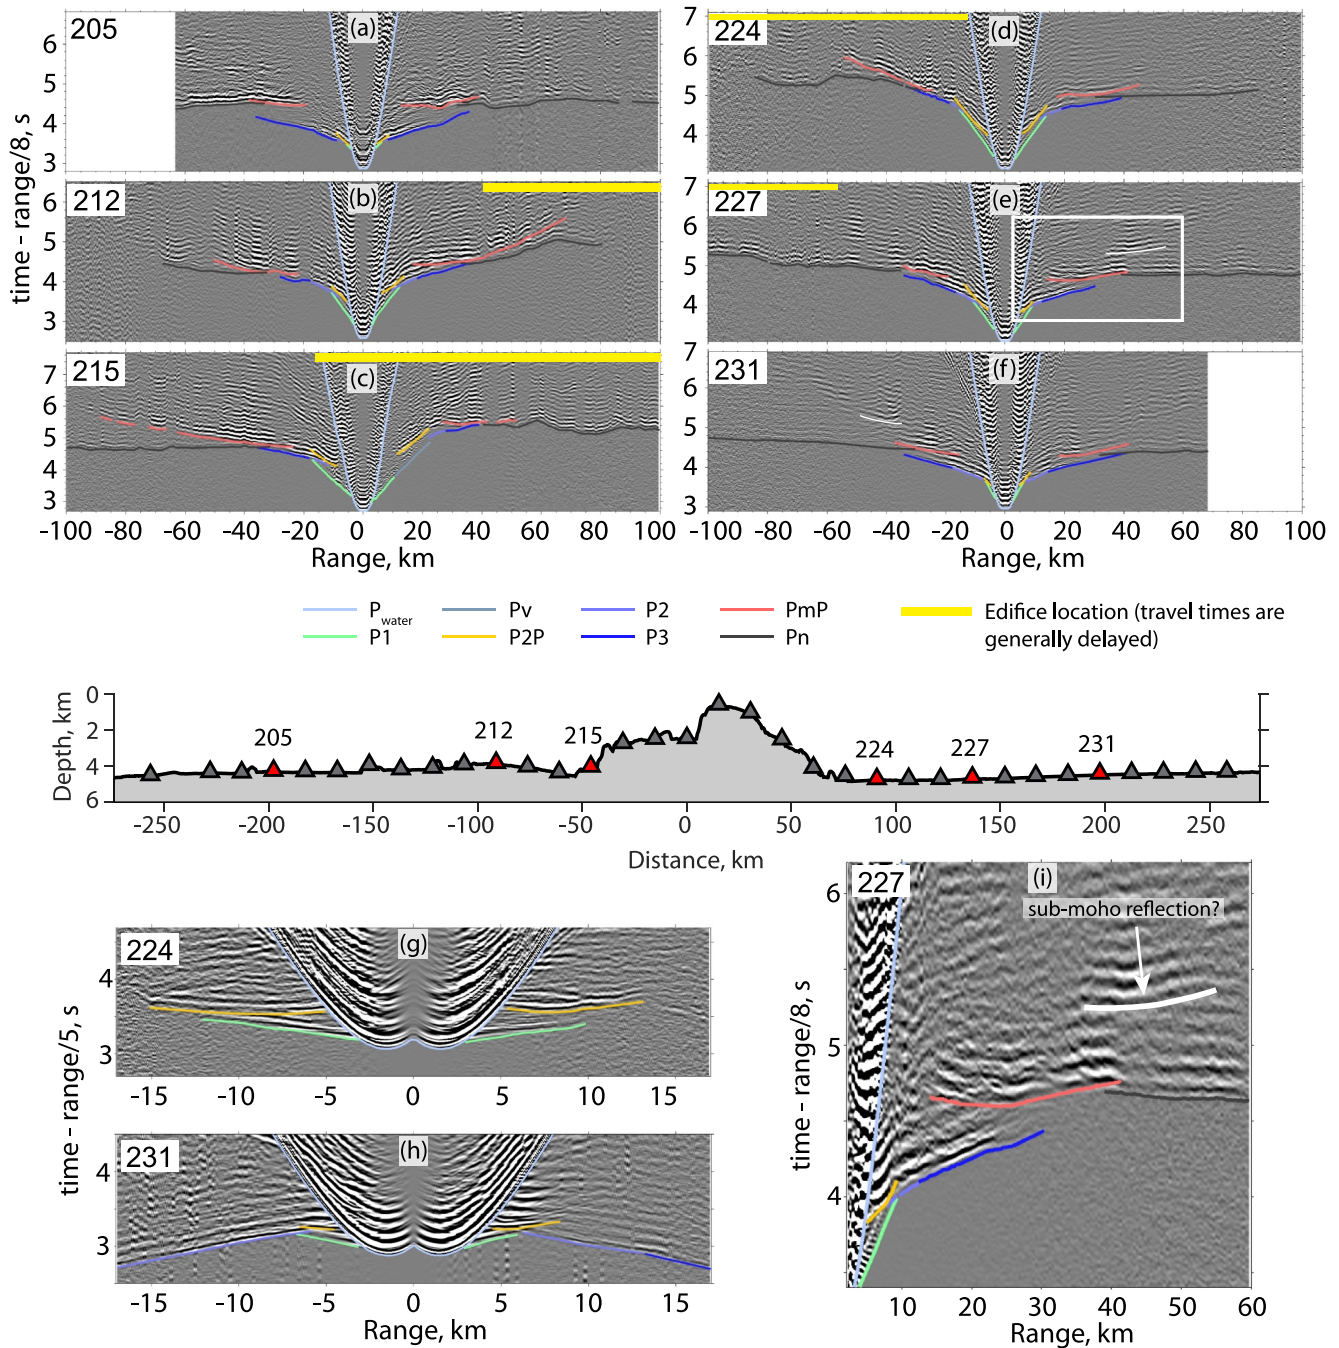 205
(a)
6
5
4
3
224
(d)
7
6
5
4
3
time - range/8, s
212
(b)
6
5
4
3
227
(e)
7
6
5
4
3
215
(c)
7
6
5
4
3
231
(f)
7
6
5
4
3
-100 -80 -60 -40 -20 0 20 40 60 80 100
Range, km
-100 -80 -60 -40 -20 0 20 40 60 80 100
Range, km
Pwater Pv P2 PmP Edifice location (travel times are
P1 P2P P3 Pn generally delayed)
Depth, km
0
2
4
6
205 212 215 224 227 231
-250 -200 -150 -100 -50 0 50 100 150 200 250
Distance, km
224
(g)
4
3
-15 -10 -5 0 5 10 15
time - range/5, s
231
(h)
4
3
-15 -10 -5 0 5 10 15
Range, km
227
(i)
sub-moho reflection?
6
5
4
time - range/8, s
10 20 30 40 50 60
Range, km